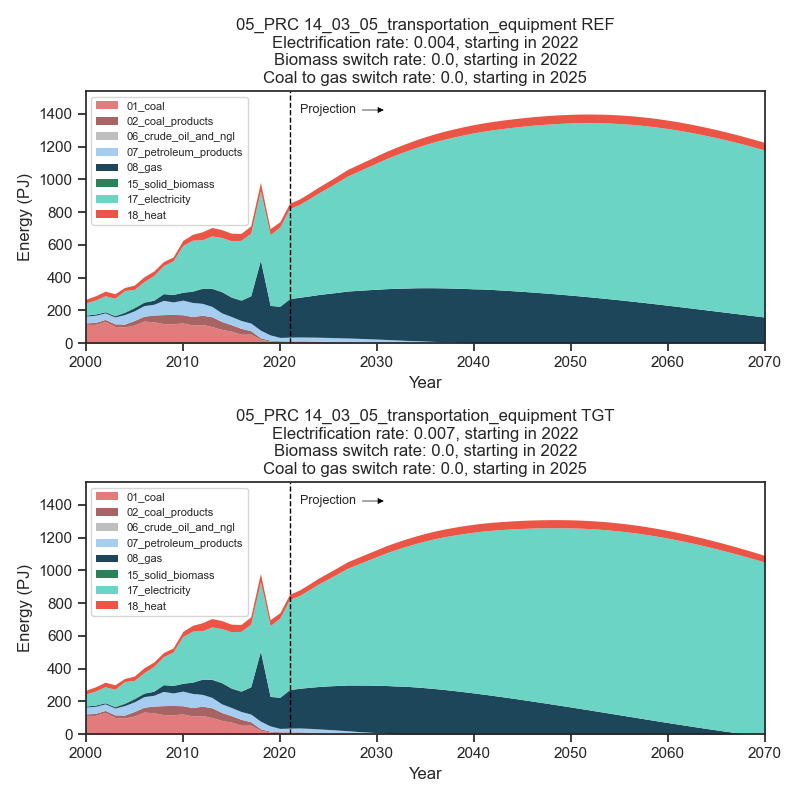 05_PRC 14_03_05_transportation_equipment REF
Electrification rate: 0.004, starting in 2022
Biomass switch rate: 0.0, starting in 2022
Coal to gas switch rate: 0.0, starting in 2025
01_coal
02_coal_products
06_crude_oil_and_ngl
07_petroleum_products
08_gas
15_solid_biomass
17_electricity
18_heat
Projection
Energy (PJ)
1400
1200
1000
800
600
400
200
0
2000 2010 2020 2030 2040 2050 2060 2070
Year
05_PRC 14_03_05_transportation_equipment TGT
Electrification rate: 0.007, starting in 2022
Biomass switch rate: 0.0, starting in 2022
Coal to gas switch rate: 0.0, starting in 2025
01_coal
02_coal_products
06_crude_oil_and_ngl
07_petroleum_products
08_gas
15_solid_biomass
17_electricity
18_heat
Projection
Energy (PJ)
1400
1200
1000
800
600
400
200
0
2000 2010 2020 2030 2040 2050 2060 2070
Year